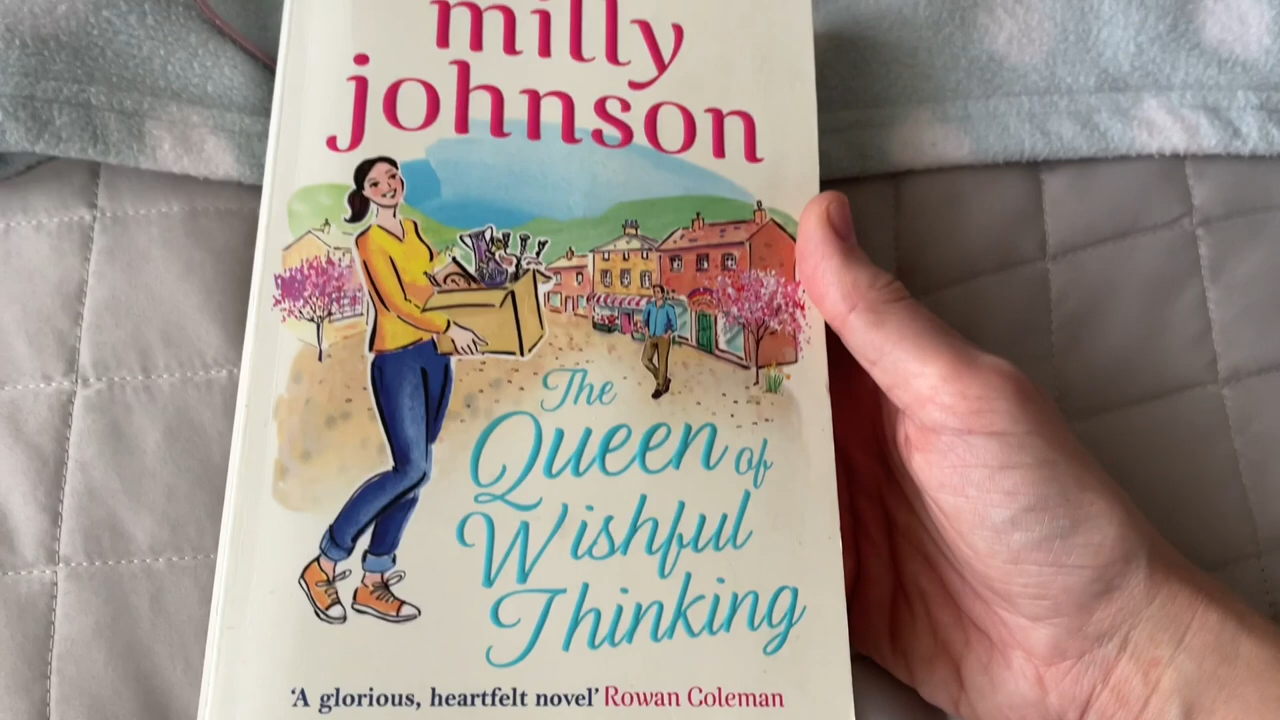 milly
johnson
The
Queen of
Wishful
Thinking
‘A glorious, heartfelt novel’ Rowan Coleman